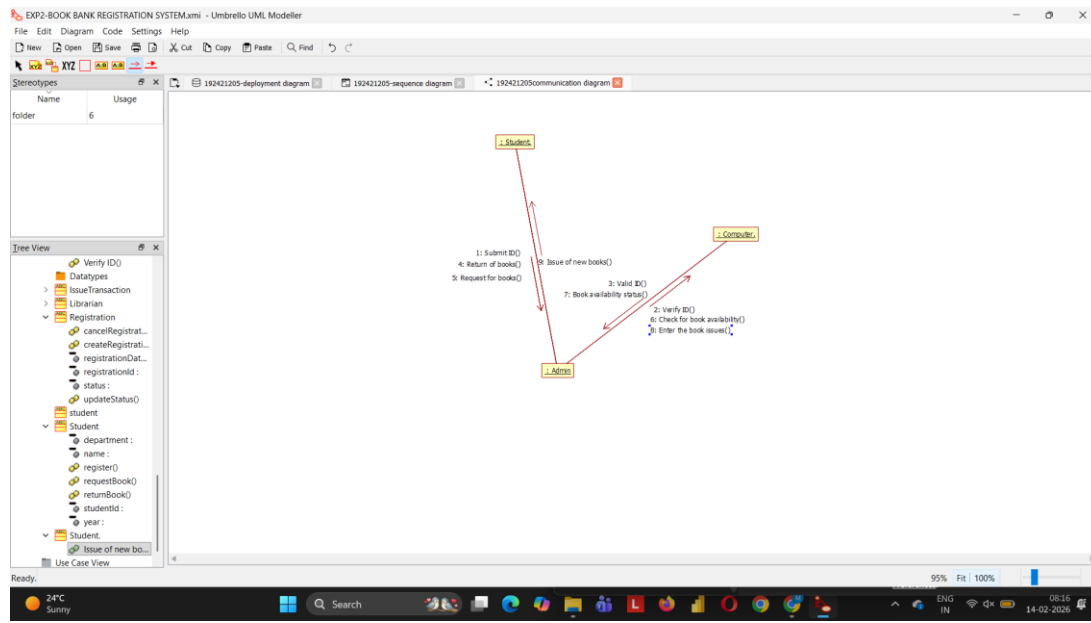 EXP2-BOOK BANK REGISTRATION SYSTEM.xmi - Umbrello UML Modeller
File Edit Diagram Code Settings Help
New Open Save Cut Copy Paste Find
XYZ XYZ A.B A.B
Stereotypes
192421205-deployment diagram 192421205-sequence diagram 192421205communication diagram
Name Usage
folder 6
: Student.
: Computer.
1: Submit ID()
4: Return of books()
5: Request for books()
9: Issue of new books()
3: Valid ID()
7: Book availability status()
2: Verify ID()
6: Check for book availability()
8: Enter the book issues()
: Admin
Tree View
Verify ID()
Datatypes
IssueTransaction
Librarian
Registration
cancelRegistrat...
createRegistrati...
registrationDat...
registrationId :
status :
updateStatus()
student
Student
department :
name :
register()
requestBook()
returnBook()
studentId :
year :
Student.
Issue of new bo...
Use Case View
Ready.
95% Fit 100%
24°C
Sunny
Search
ENG
IN
08:16
14-02-2026